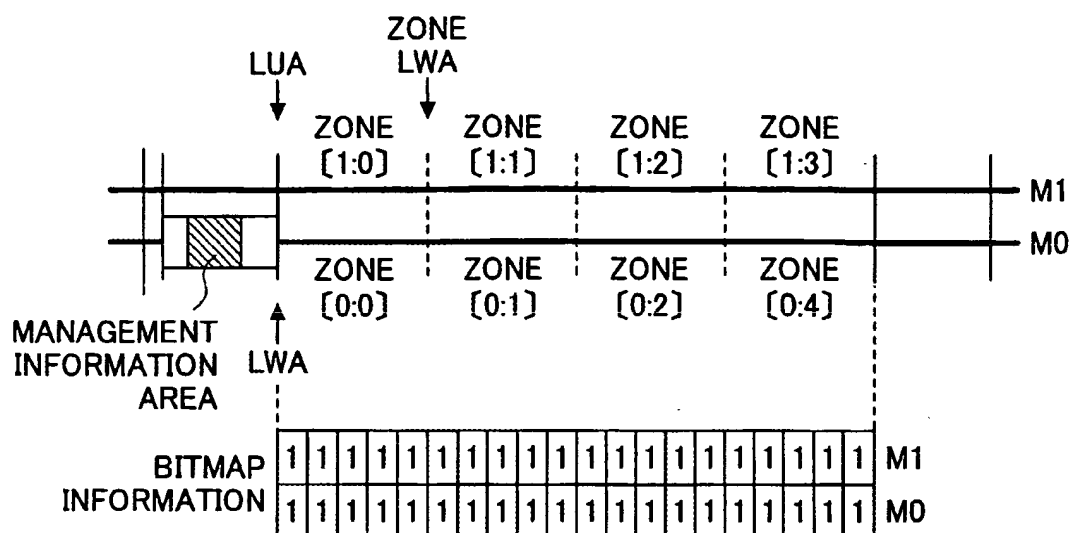 ZONE
LWA
LUA
ZONE ZONE ZONE ZONE
[1:0] [1:1] [1:2] [1:3]
M1
M0
ZONE ZONE ZONE ZONE
[0:0] [0:1] [0:2] [0:4]
MANAGEMENT
INFORMATION
AREA
LWA
BITMAP
INFORMATION
1 1 1 1 1 1 1 1 1 1 1 1 1 1 1 1 1 1 1 1 M1
1 1 1 1 1 1 1 1 1 1 1 1 1 1 1 1 1 1 1 1 M0